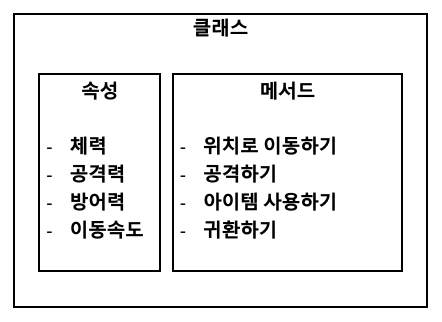 클래스
속성
- 체력
- 공격력
- 방어력
- 이동속도
메서드
- 위치로 이동하기
- 공격하기
- 아이템 사용하기
- 귀환하기